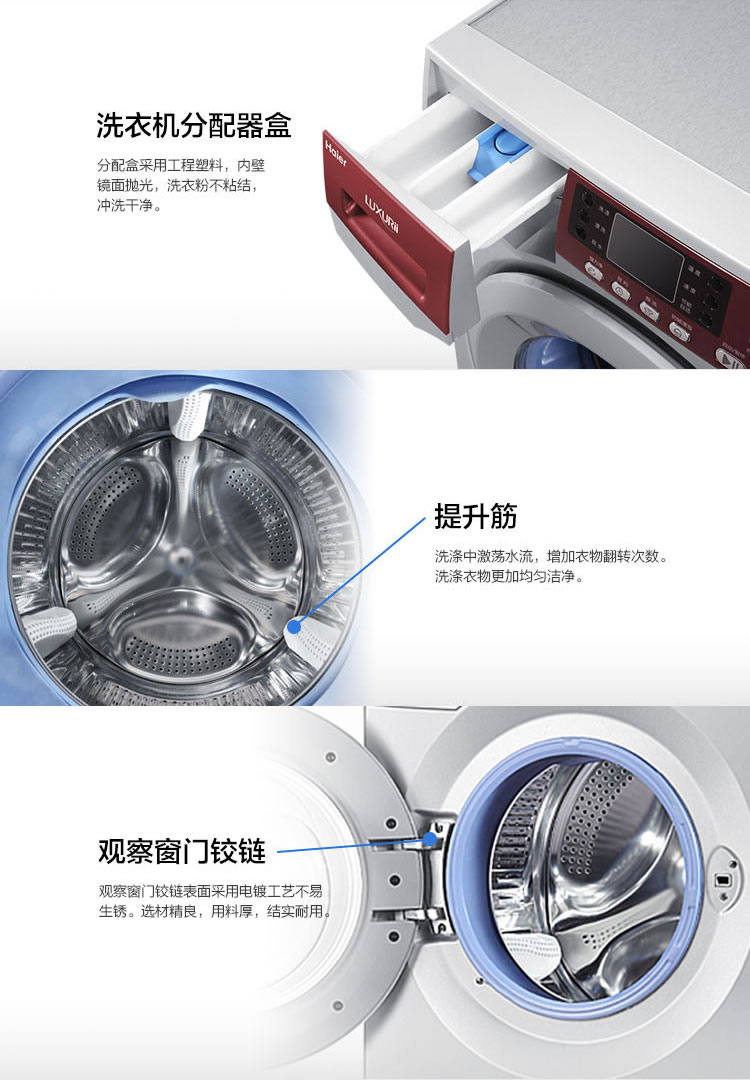 洗衣机分配器盒
分配盒采用工程塑料，内壁
镜面抛光，洗衣粉不粘结，
冲洗干净。
Haier
LUXURii
提升筋
洗涤中激荡水流，增加衣物翻转次数。
洗涤衣物更加均匀洁净。
观察窗门铰链
观察窗门铰链表面采用电镀工艺不易
生锈。选材精良，用料厚，结实耐用。